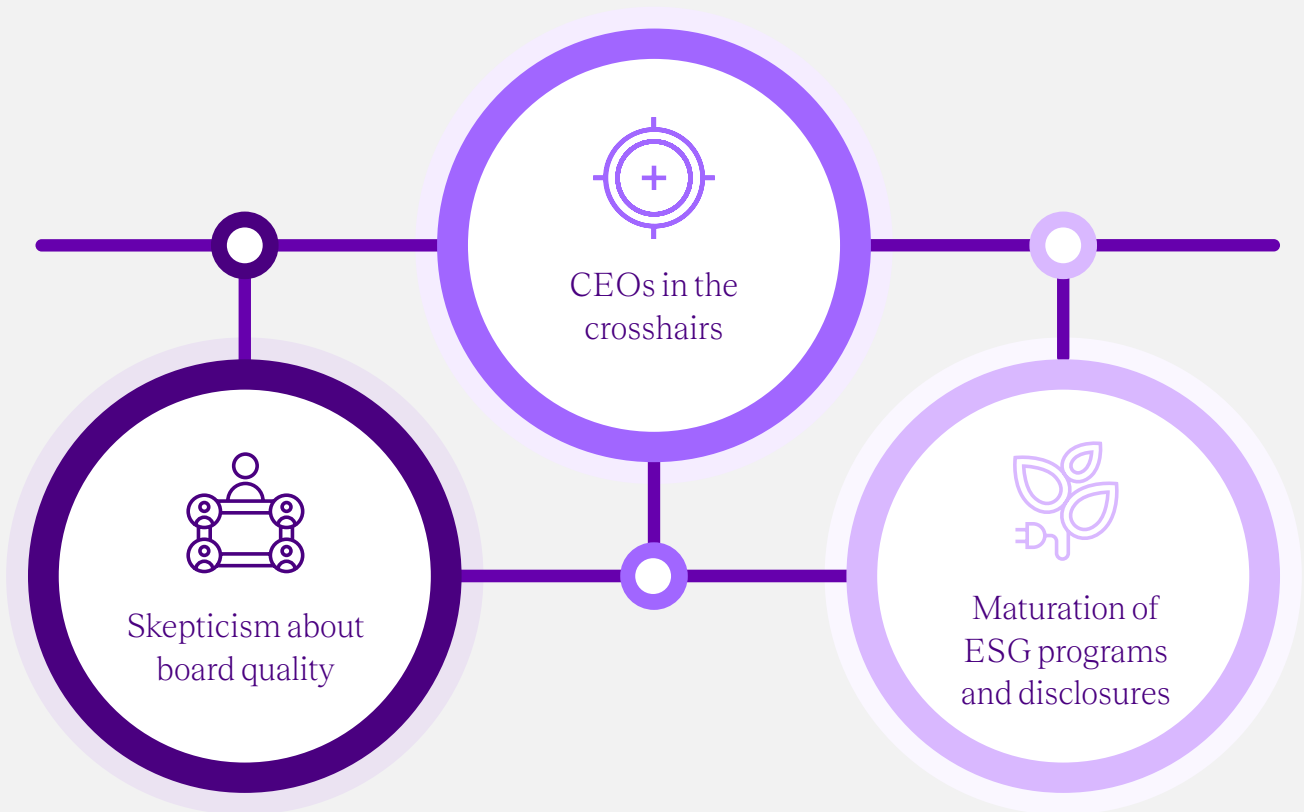 CEOs in the
crosshairs
Skepticism about
board quality
Maturation of
ESG programs
and disclosures